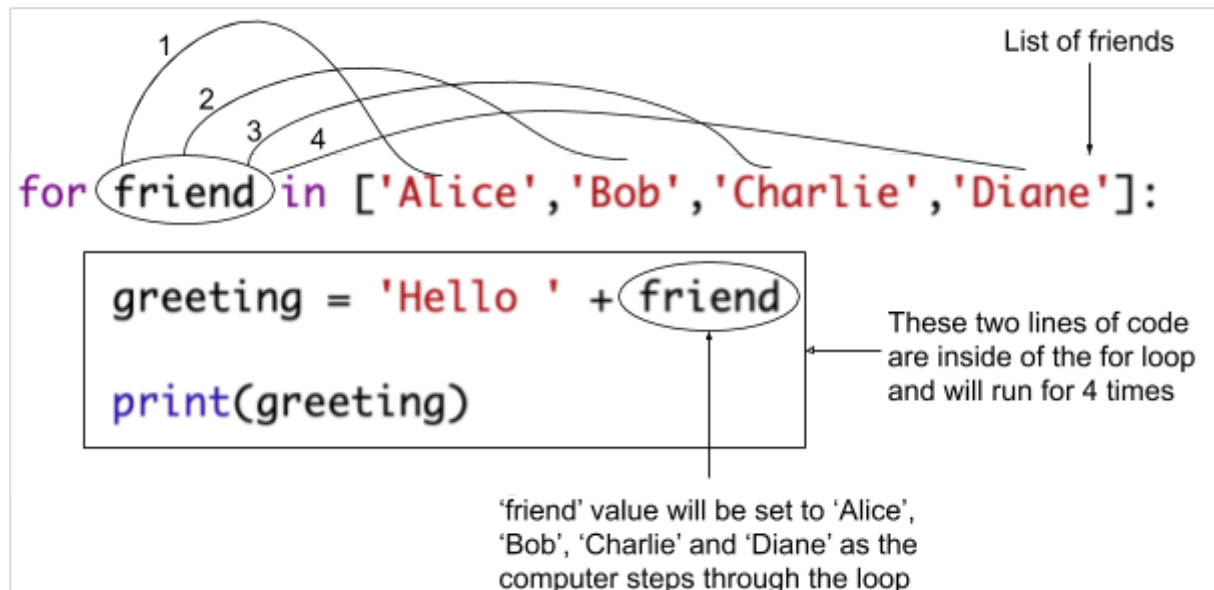 1
List of friends
2
3
4
for friend in ['Alice','Bob','Charlie','Diane']:
greeting = 'Hello ' + friend
print(greeting)
These two lines of code
are inside of the for loop
and will run for 4 times
‘friend’ value will be set to ‘Alice’,
‘Bob’, ‘Charlie’ and ‘Diane’ as the
computer steps through the loop